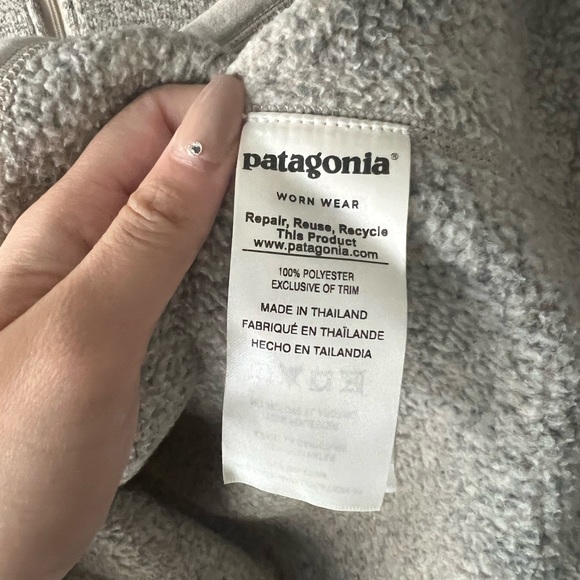 patagonia®
WORN WEAR
Repair, Reuse, Recycle
This Product
www.patagonia.com
100% POLYESTER
EXCLUSIVE OF TRIM
MADE IN THAILAND
FABRIQUÉ EN THAÏLANDE
HECHO EN TAILANDIA